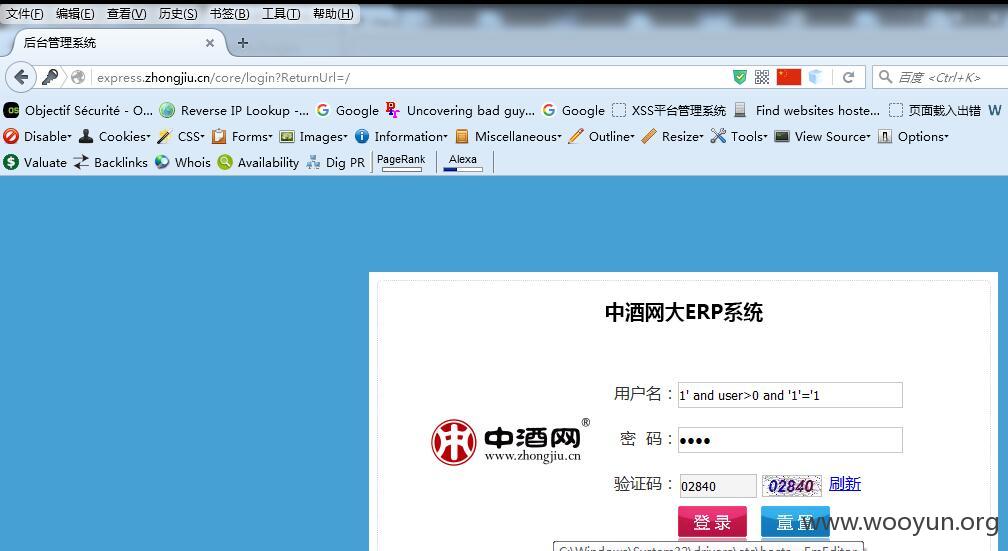 文件(F) 编辑(E) 查看(V) 历史(S) 书签(B) 工具(T) 帮助(H)
后台管理系统 × +
express.zhongjiu.cn/core/login?ReturnUrl=/ 百度 <Ctrl+K>
Objectif Sécurité - O... Reverse IP Lookup -... Google Uncovering bad guy... Google XSS平台管理系统 Find websites hoste... 页面载入出错 W
Disable Cookies CSS Forms Images Information Miscellaneous Outline Resize Tools View Source Options
Valuate Backlinks Whois Availability Dig PR PageRank Alexa
中酒网大ERP系统
用户名： 1' and user>0 and '1'='1
中酒网®
www.zhongjiu.cn
密 码： ••••
验证码： 02840 02840 刷新
登录 重置
www.wooyun.org
C:\Windows\System32\drivers\etc\hosts - EmEditor